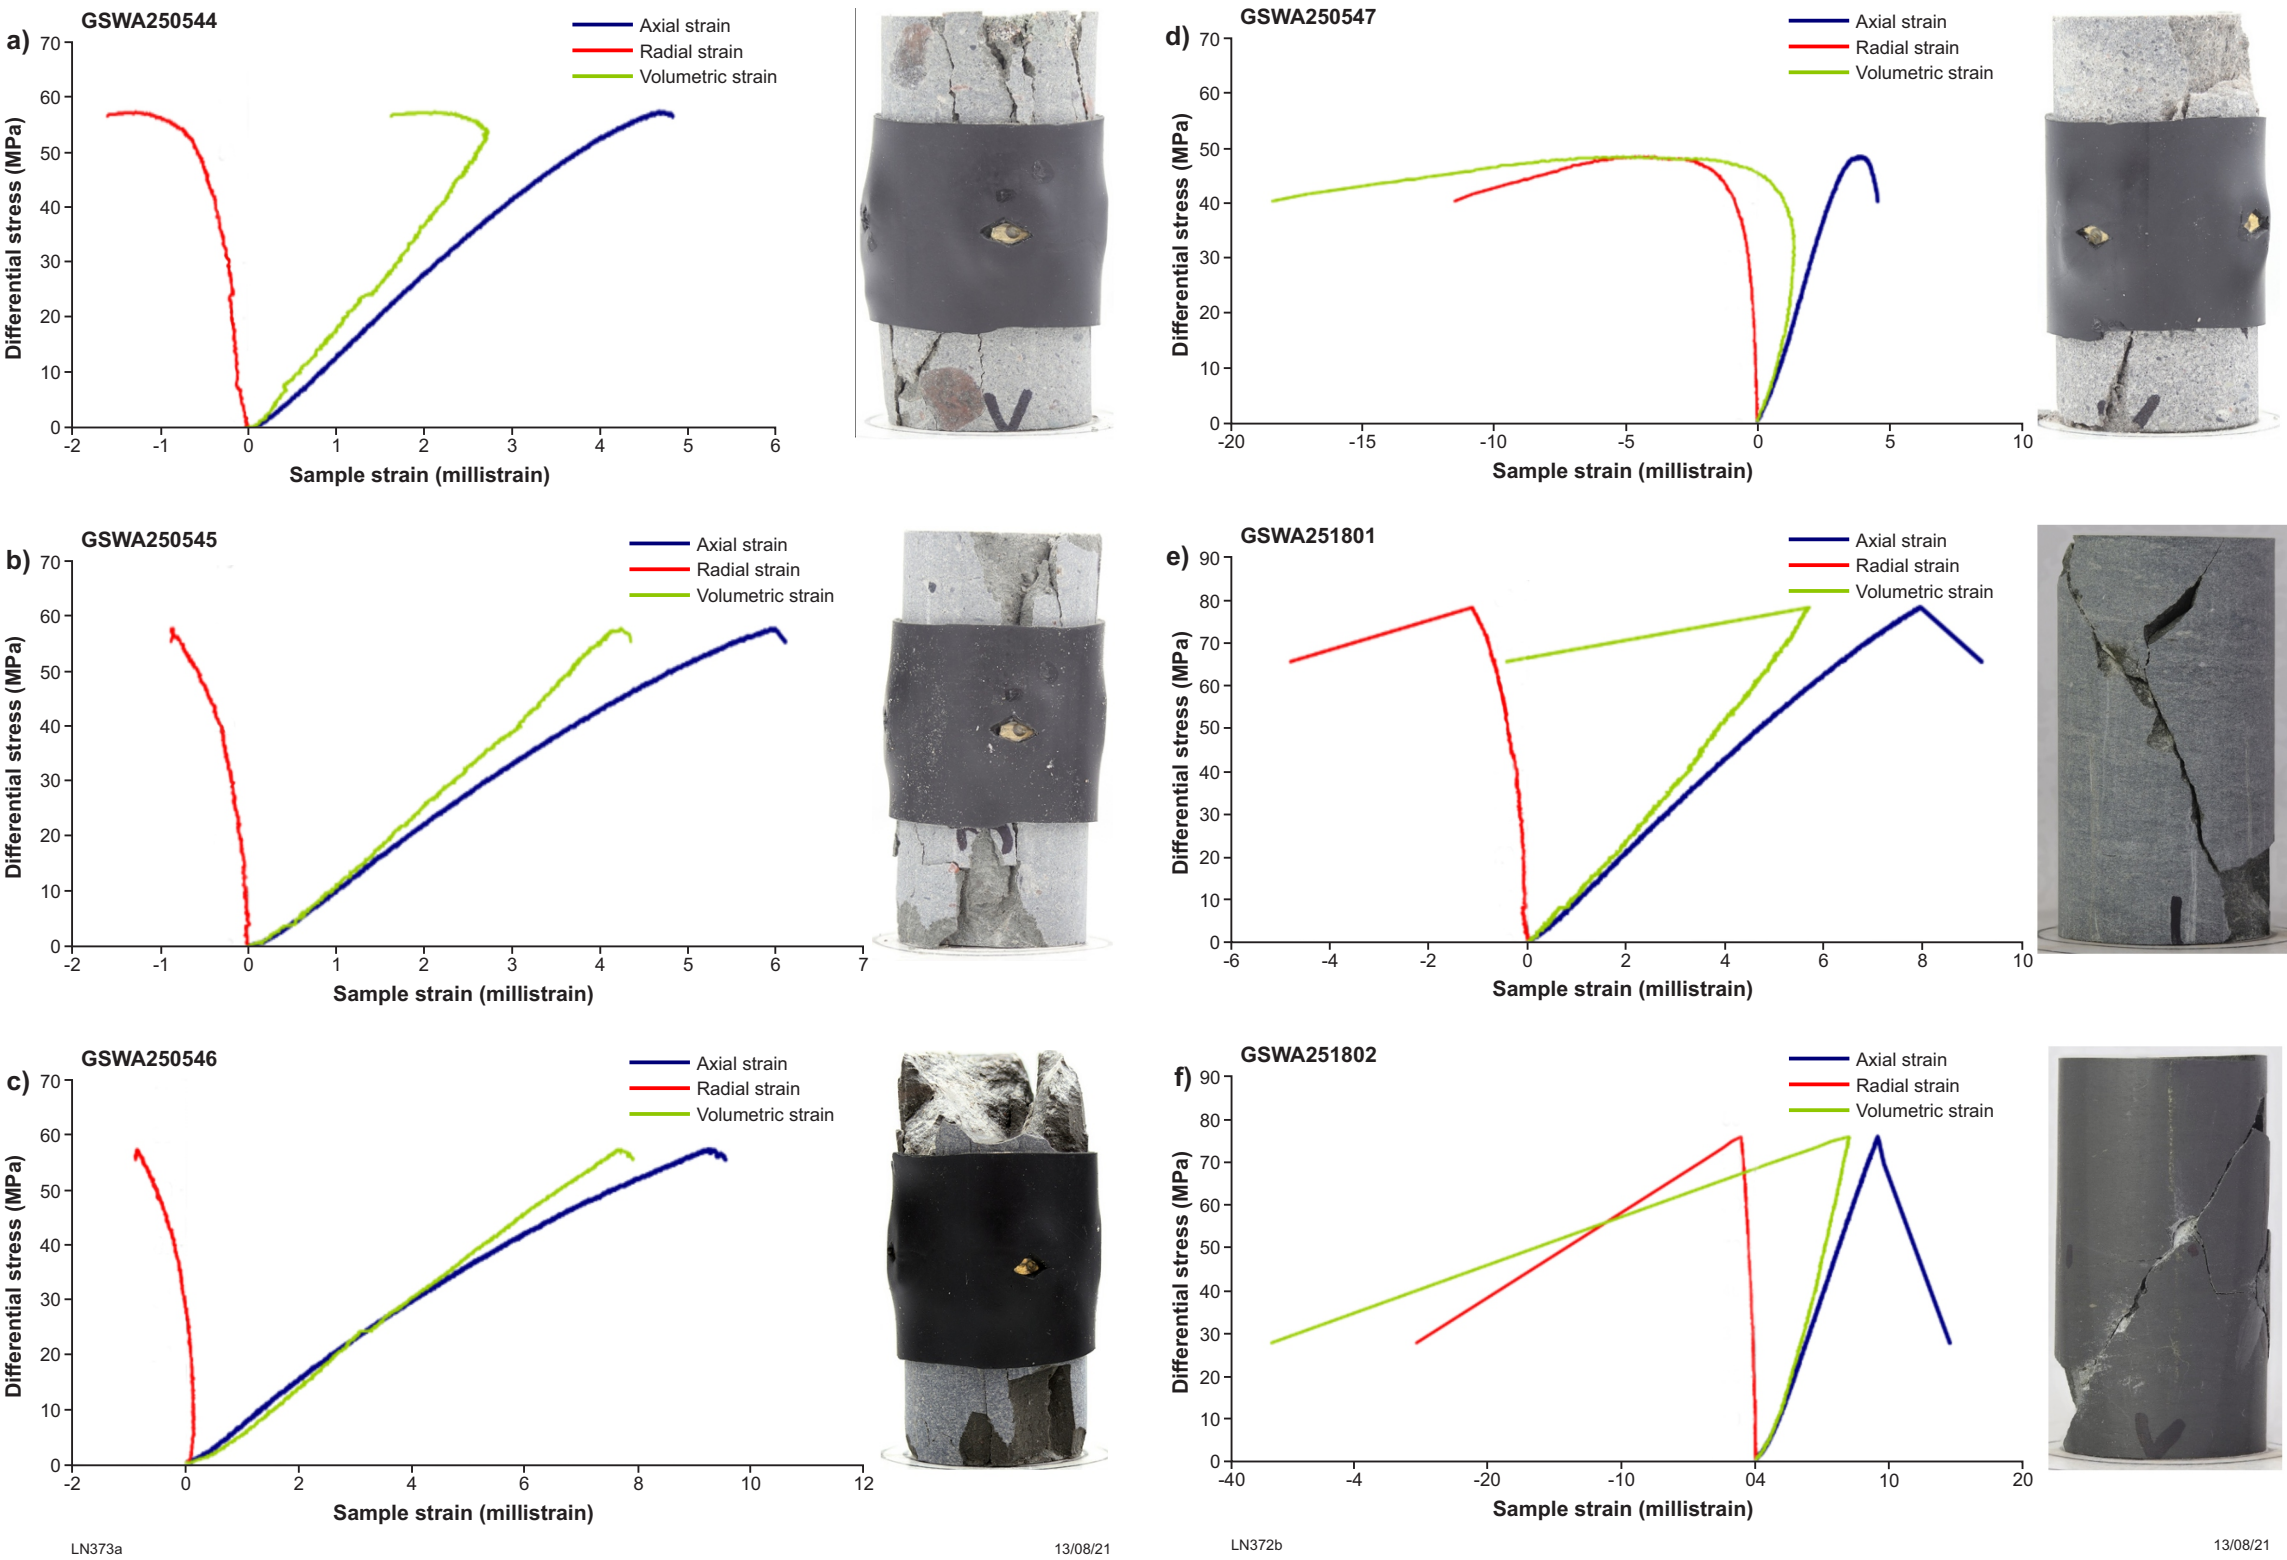 a)
GSWA250544
Axial strain
Radial strain
Volumetric strain
Differential stress (MPa)
70
60
50
40
30
20
10
0
-2 -1 0 1 2 3 4 5 6
Sample strain (millistrain)
b)
GSWA250545
Axial strain
Radial strain
Volumetric strain
Differential stress (MPa)
70
60
50
40
30
20
10
0
-2 -1 0 1 2 3 4 5 6 7
Sample strain (millistrain)
c)
GSWA250546
Axial strain
Radial strain
Volumetric strain
Differential stress (MPa)
70
60
50
40
30
20
10
0
-2 0 2 4 6 8 10 12
Sample strain (millistrain)
LN373a
13/08/21
d)
GSWA250547
Axial strain
Radial strain
Volumetric strain
Differential stress (MPa)
70
60
50
40
30
20
10
0
-20 -15 -10 -5 0 5 10
Sample strain (millistrain)
e)
GSWA251801
Axial strain
Radial strain
Volumetric strain
Differential stress (MPa)
90
80
70
60
50
40
30
20
10
0
-6 -4 -2 0 2 4 6 8 10
Sample strain (millistrain)
f)
GSWA251802
Axial strain
Radial strain
Volumetric strain
Differential stress (MPa)
90
80
70
60
50
40
30
20
10
0
-40 -4 -20 -10 04 10 20
Sample strain (millistrain)
LN372b
13/08/21